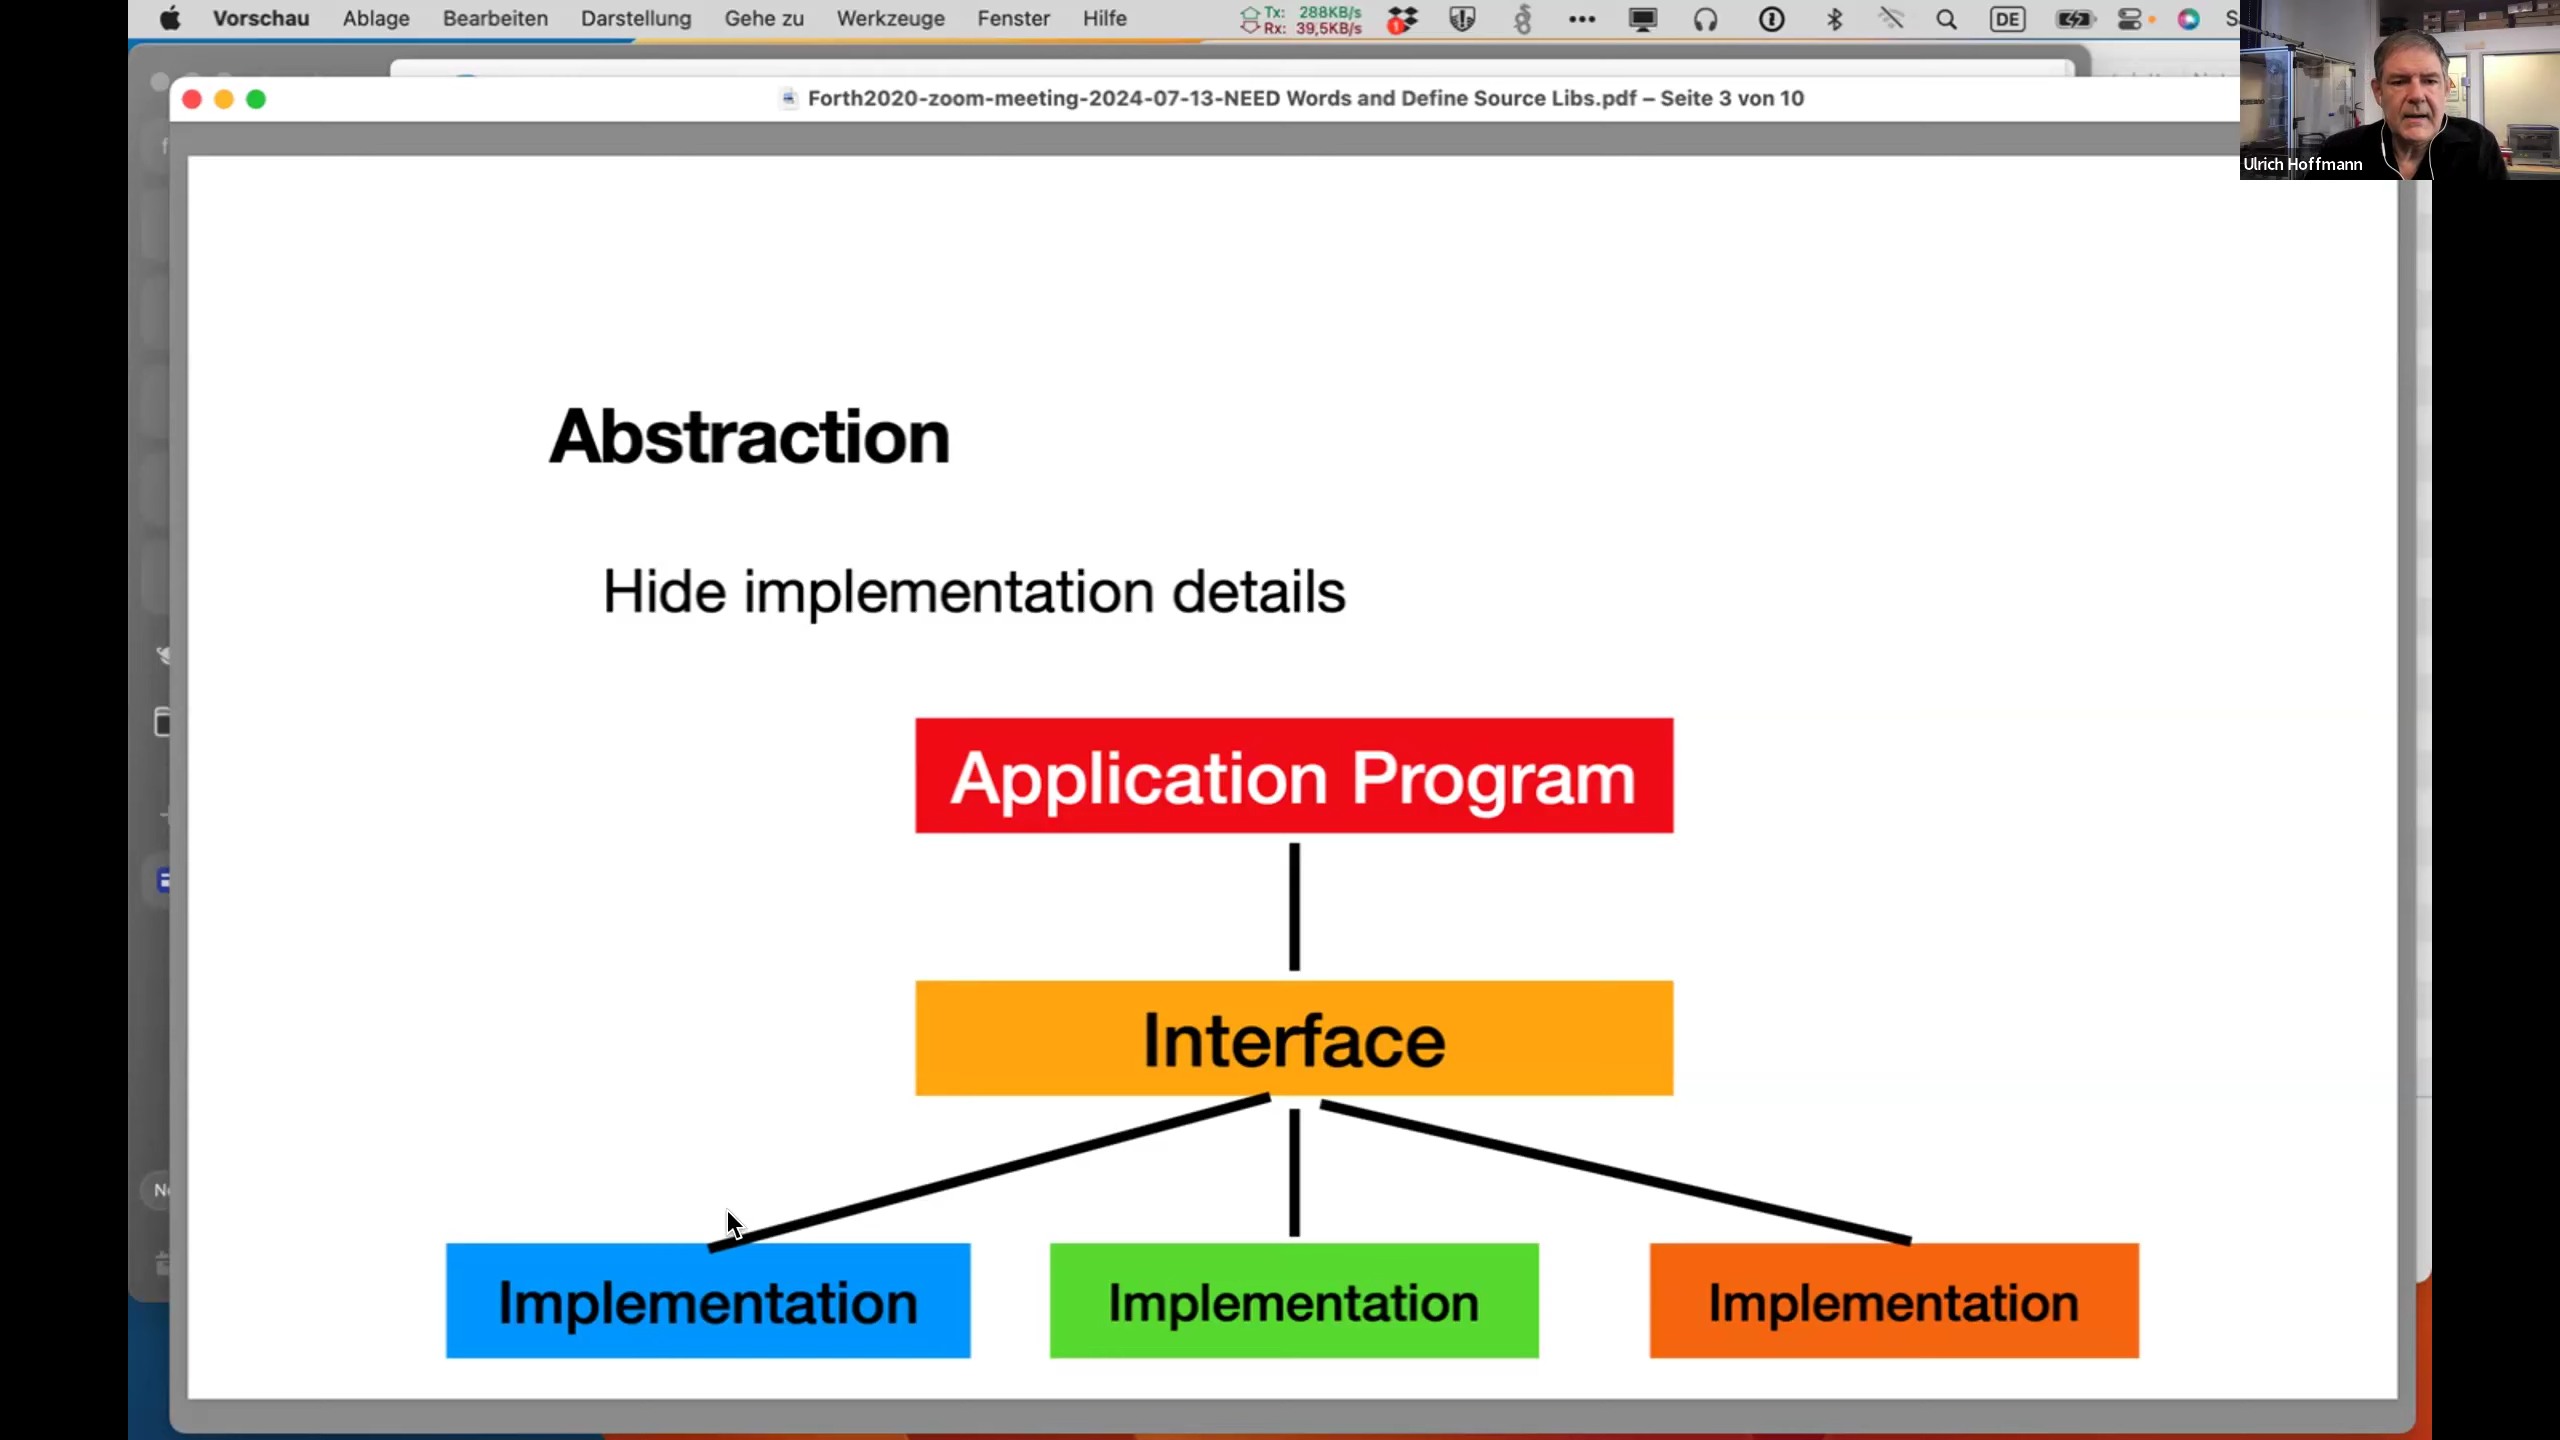 Vorschau Ablage Bearbeiten Darstellung Gehe zu Werkzeuge Fenster Hilfe
Tx: 288KB/s
Rx: 39,5KB/s
1
DE
Forth2020-zoom-meeting-2024-07-13-NEED Words and Define Source Libs.pdf – Seite 3 von 10
Ulrich Hoffmann
Abstraction
Hide implementation details
Application Program
Interface
Implementation Implementation Implementation